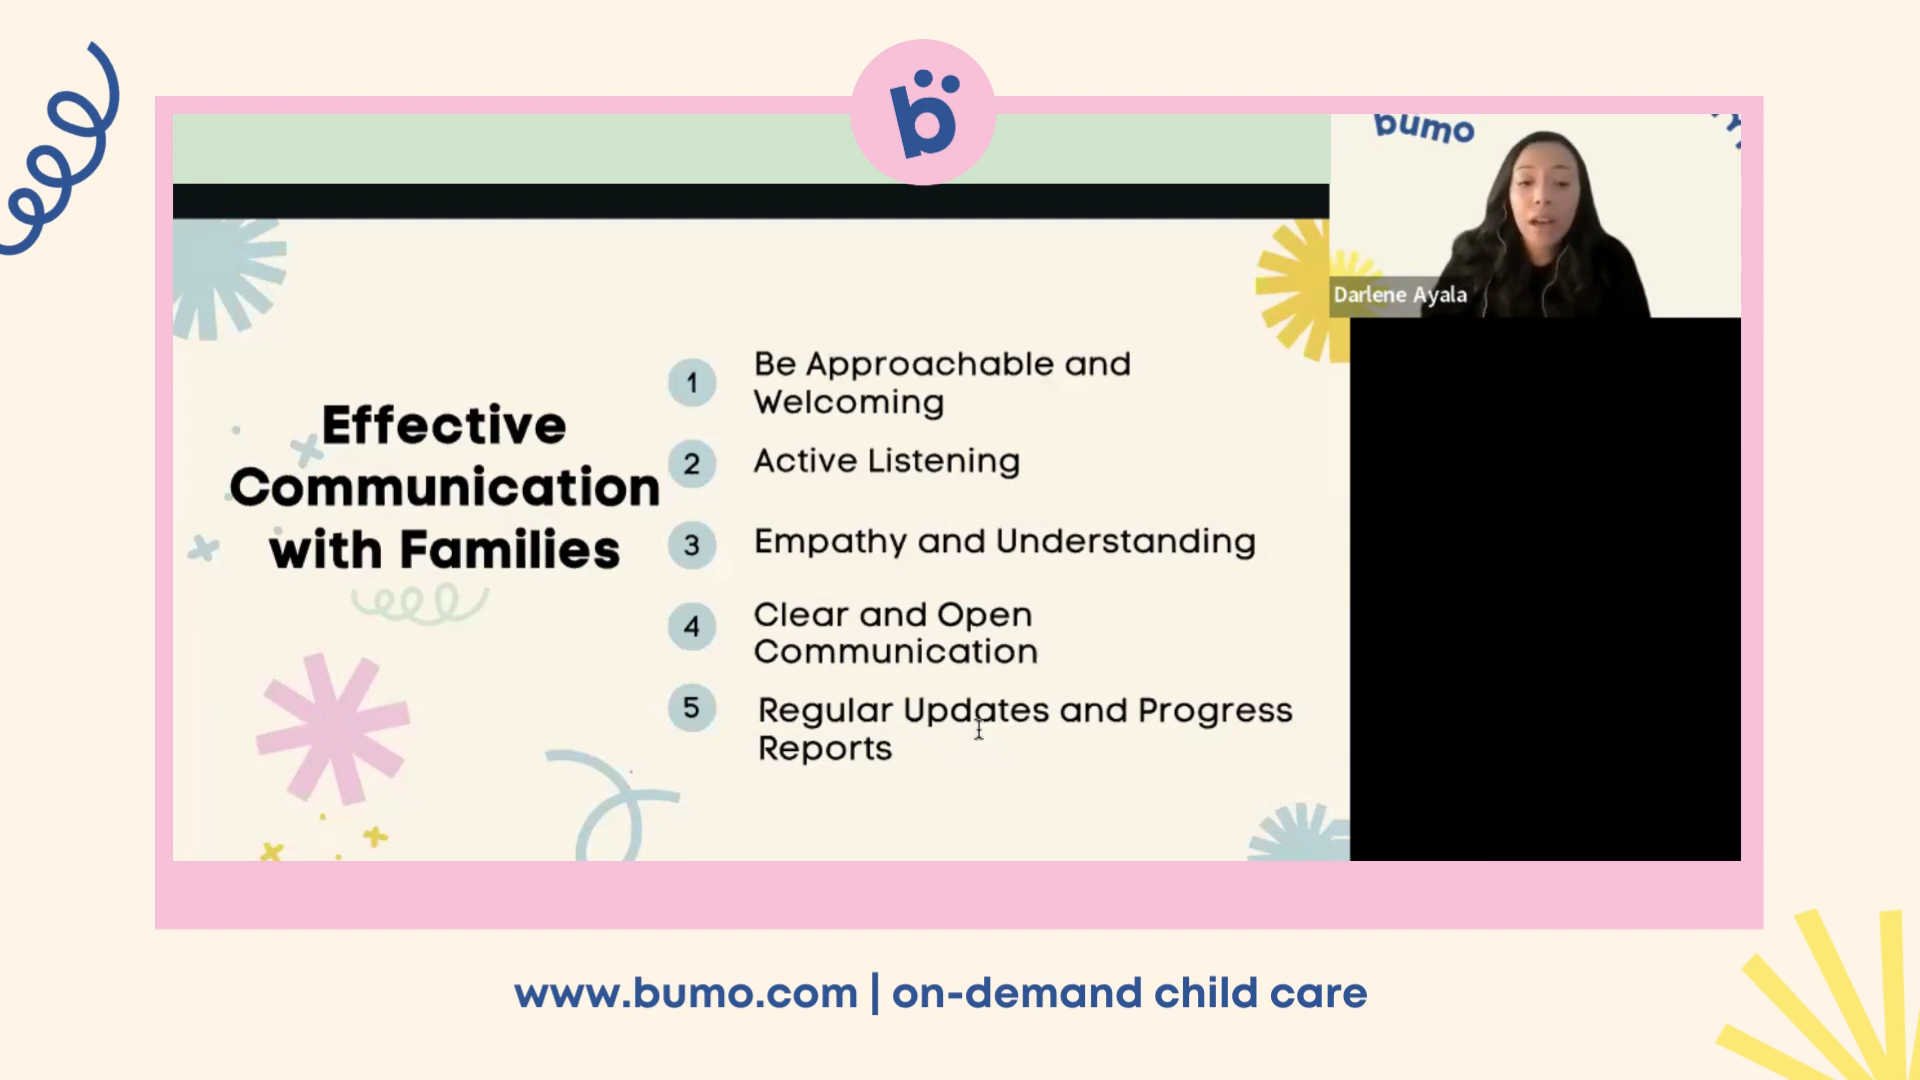 b
bumo
Darlene Ayala
Effective
Communication
with Families
1
Be Approachable and
Welcoming
2
Active Listening
3
Empathy and Understanding
4
Clear and Open
Communication
5
Regular Updates and Progress
Reports
www.bumo.com | on-demand child care